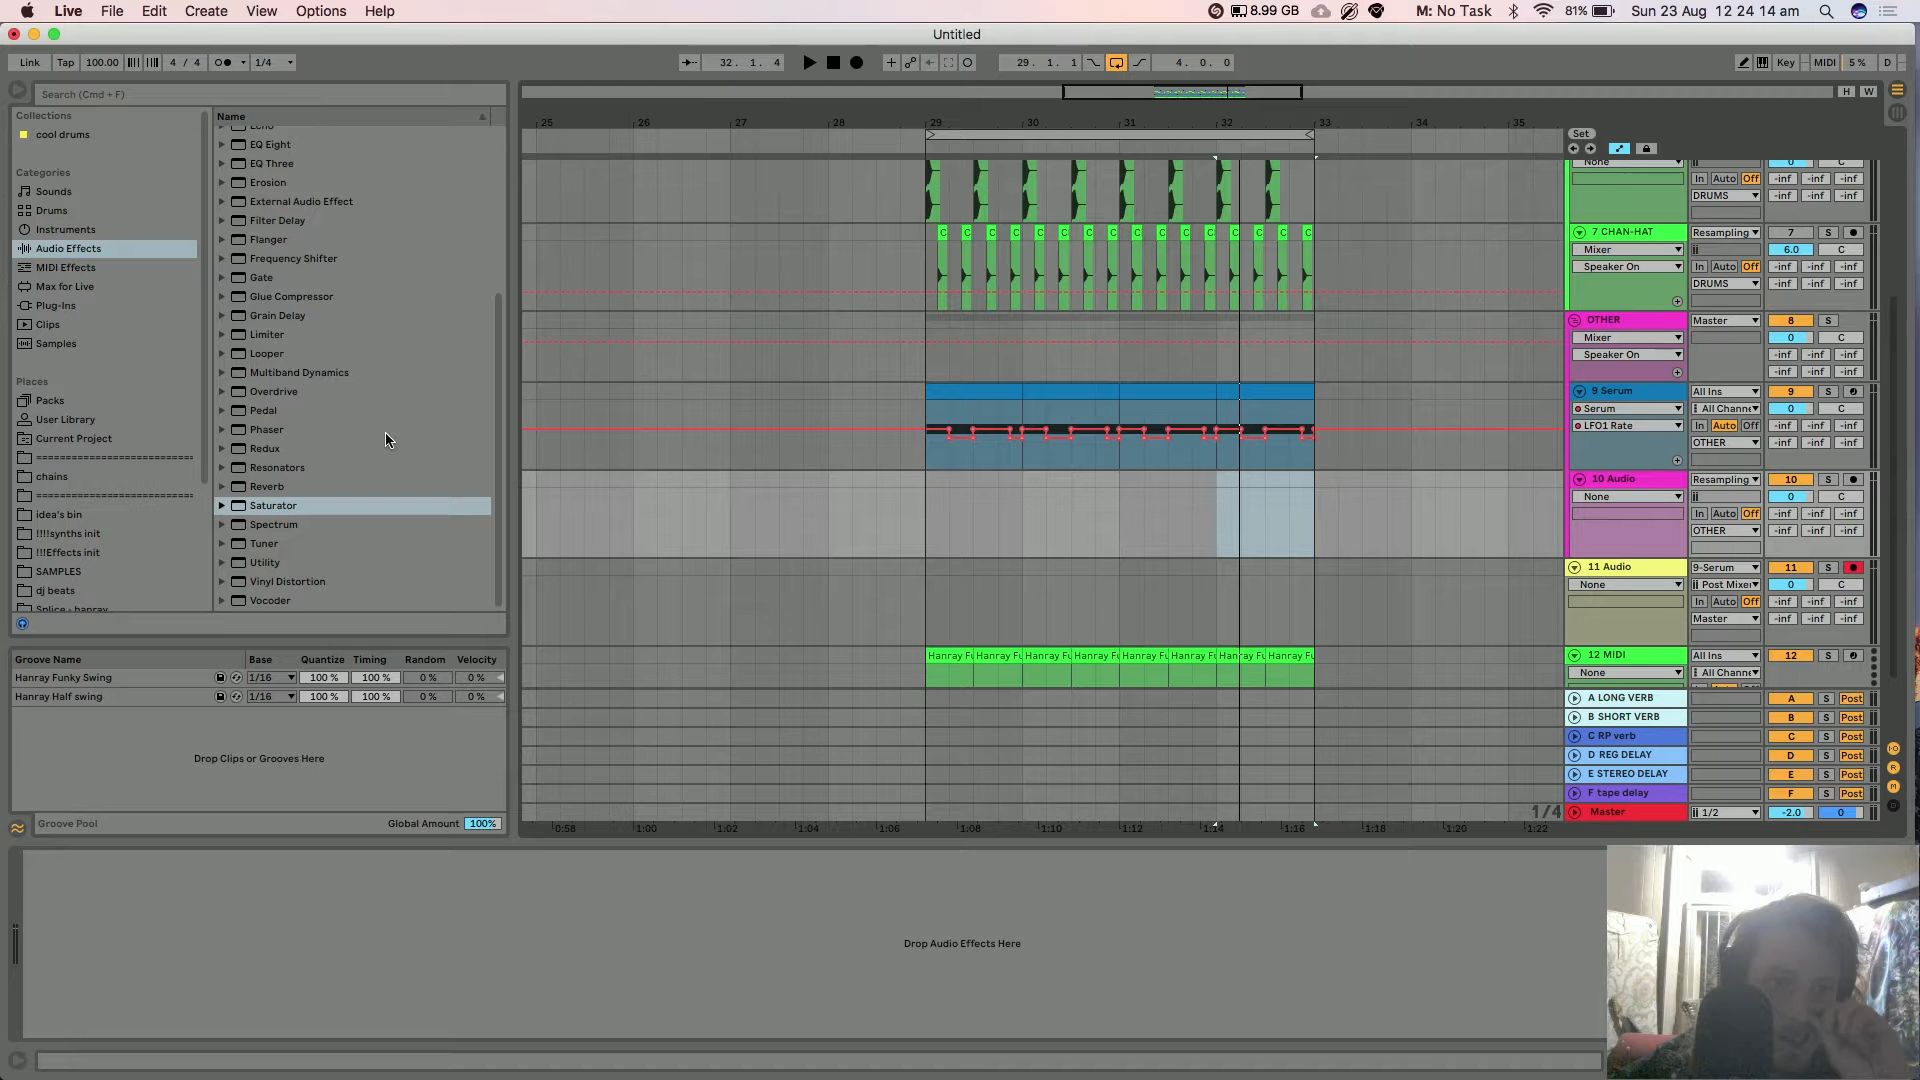 Live File Edit Create View Options Help
8.99 GB M: No Task 81% Sun 23 Aug 12 24 14 am
Untitled
Link Tap 100.00 4 / 4 1/4 32. 1. 4 29. 1. 1 4. 0. 0 Key MIDI 5 % D
Search (Cmd + F)
H W
Collections
cool drums
Categories
Sounds
Drums
Instruments
Audio Effects
MIDI Effects
Max for Live
Plug-Ins
Clips
Samples
Places
Packs
User Library
Current Project
============================
chains
============================
idea's bin
!!!!synths init
!!!Effects init
SAMPLES
dj beats
Splice - hanray
Name
Echo
EQ Eight
EQ Three
Erosion
External Audio Effect
Filter Delay
Flanger
Frequency Shifter
Gate
Glue Compressor
Grain Delay
Limiter
Looper
Multiband Dynamics
Overdrive
Pedal
Phaser
Redux
Resonators
Reverb
Saturator
Spectrum
Tuner
Utility
Vinyl Distortion
Vocoder
Groove Name Base Quantize Timing Random Velocity
Hanray Funky Swing 1/16 100 % 100 % 0 % 0 %
Hanray Half swing 1/16 100 % 100 % 0 % 0 %
Drop Clips or Grooves Here
Groove Pool Global Amount 100%
25 26 27 28 29 30 31 32 33 34 35
Set
C C C C C C C C C C C C C C C C
Hanray Fu Hanray Fu Hanray Fu Hanray Fu Hanray Fu Hanray Fu Hanray Fu Hanray Fu
1/4
0:58 1:00 1:02 1:04 1:06 1:08 1:10 1:12 1:14 1:16 1:18 1:20 1:22
None 0 C
In Auto Off -inf -inf -inf
DRUMS -inf -inf -inf
7 CHAN-HAT Resampling 7 S
Mixer 6.0 C
Speaker On In Auto Off -inf -inf -inf
DRUMS -inf -inf -inf
OTHER Master 8 S
Mixer 0 C
Speaker On -inf -inf -inf
-inf -inf -inf
9 Serum All Ins 9 S
Serum All Channe 0 C
LFO1 Rate In Auto Off -inf -inf -inf
OTHER -inf -inf -inf
10 Audio Resampling 10 S
None 0 C
In Auto Off -inf -inf -inf
OTHER -inf -inf -inf
11 Audio 9-Serum 11 S
None Post Mixer 0 C
In Auto Off -inf -inf -inf
Master -inf -inf -inf
12 MIDI All Ins 12 S
None All Channe
A LONG VERB A S Post
B SHORT VERB B S Post
C RP verb C S Post
D REG DELAY D S Post
E STEREO DELAY E S Post
F tape delay F S Post
Master 1/2 -2.0 0
I·O
R
M
D
Drop Audio Effects Here